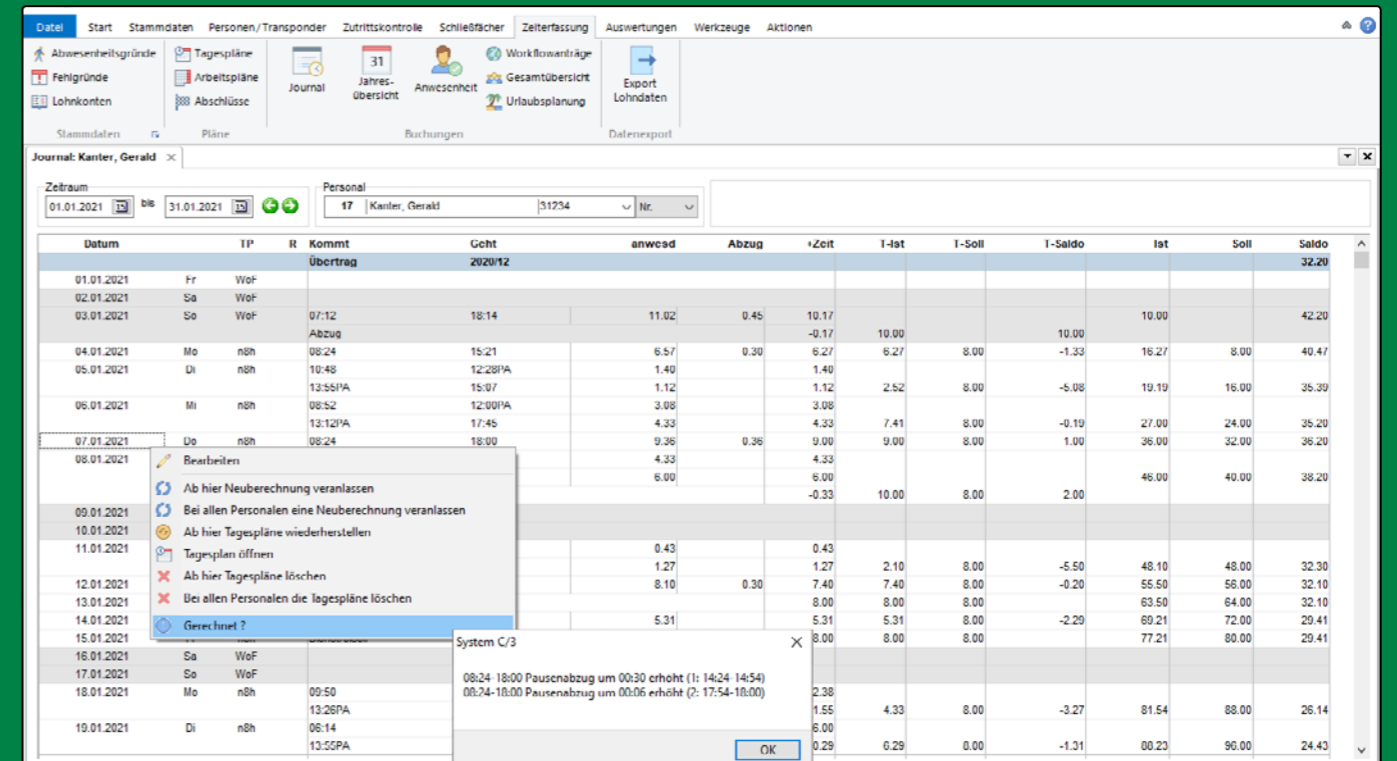 Datei Start Stammdaten Personen/Transponder Zutrittskontrolle Schließfächer Zeiterfassung Auswertungen Werkzeuge Aktionen
Abwesenheitsgründe Tagespläne Workflowanträge
Fehlgründe Arbeitspläne Journal 31 Jahres-übersicht Anwesenheit Gesamtübersicht Export Lohndaten
Lohnkonten Abschlüsse Urlaubsplanung
Stammdaten Pläne Buchungen Datenexport
Journal: Kanter, Gerald
Zeitraum Personal
01.01.2021 15 bis 31.01.2021 15 17 Kanter, Gerald 31234 Nr.
Datum TP R Kommt Geht anwesd Abzug +Zeit T-Ist T-Soll T-Saldo Ist Soll Saldo
Übertrag 2020/12 32.20
01.01.2021 Fr WoF
02.01.2021 Sa WoF
03.01.2021 So WoF 07:12 18:14 11.02 0.45 10.17 10.00 42.20
Abzug -0.17 10.00 10.00
04.01.2021 Mo n8h 08:24 15:21 6.57 0.30 6.27 6.27 8.00 -1.33 16.27 8.00 40.47
05.01.2021 Di n8h 10:48 12:28PA 1.40 1.40
13:55PA 15:07 1.12 1.12 2.52 8.00 -5.08 19.19 16.00 35.39
06.01.2021 Mi n8h 08:52 12:00PA 3.08 3.08
13:12PA 17:45 4.33 4.33 7.41 8.00 -0.19 27.00 24.00 35.20
07.01.2021 Do n8h 08:24 18:00 9.36 0.36 9.00 9.00 8.00 1.00 36.00 32.00 36.20
08.01.2021 4.33 4.33
6.00 6.00 46.00 40.00 38.20
-0.33 10.00 8.00 2.00
09.01.2021
10.01.2021
11.01.2021 0.43 0.43
1.27 1.27 2.10 8.00 -5.50 48.10 48.00 32.30
12.01.2021 8.10 0.30 7.40 7.40 8.00 -0.20 55.50 56.00 32.10
13.01.2021 8.00 8.00 8.00 63.50 64.00 32.10
14.01.2021 5.31 5.31 5.31 8.00 -2.29 69.21 72.00 29.41
15.01.2021 8.00 8.00 8.00 77.21 80.00 29.41
16.01.2021 Sa WoF
17.01.2021 So WoF
18.01.2021 Mo n8h 09:50 2.38
13:26PA 1.55 4.33 8.00 -3.27 81.54 88.00 26.14
19.01.2021 Di n8h 06:14 6.00
13:55PA 0.29 6.29 8.00 -1.31 88.23 96.00 24.43
Bearbeiten
Ab hier Neuberechnung veranlassen
Bei allen Personalen eine Neuberechnung veranlassen
Ab hier Tagespläne wiederherstellen
Tagesplan öffnen
Ab hier Tagespläne löschen
Bei allen Personalen die Tagespläne löschen
Gerechnet ?
System C/3
08:24-18:00 Pausenabzug um 00:30 erhöht (1: 14:24-14:54)
08:24-18:00 Pausenabzug um 00:06 erhöht (2: 17:54-18:00)
OK